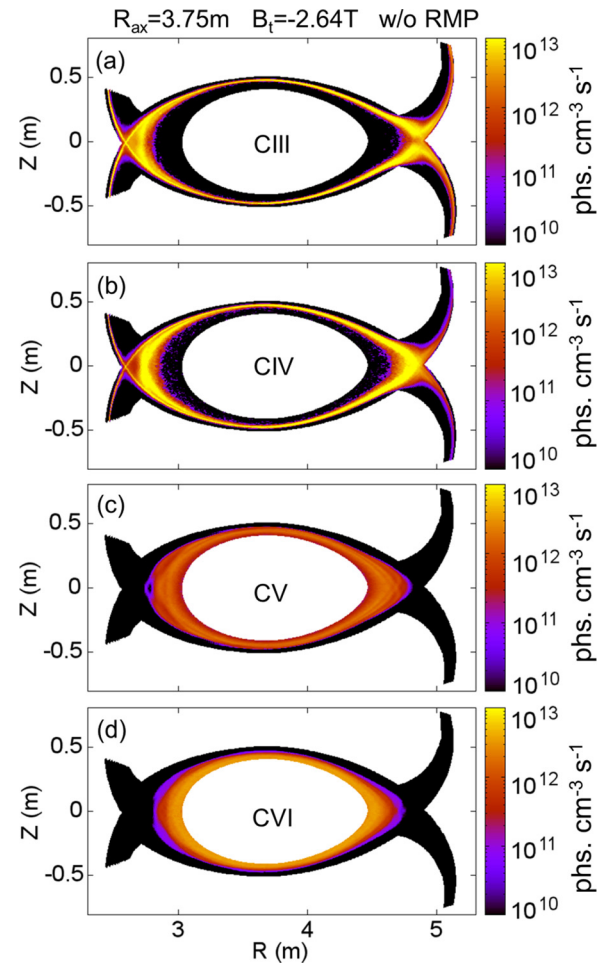 R_ax=3.75m B_t=-2.64T w/o RMP
(a)
Z (m)
0.5
0
-0.5
CIII
10^13
10^12
10^11
10^10
phs. cm^-3 s^-1
(b)
Z (m)
0.5
0
-0.5
CIV
10^13
10^12
10^11
10^10
phs. cm^-3 s^-1
(c)
Z (m)
0.5
0
-0.5
CV
10^13
10^12
10^11
10^10
phs. cm^-3 s^-1
(d)
Z (m)
0.5
0
-0.5
CVI
10^13
10^12
10^11
10^10
phs. cm^-3 s^-1
3 4 5
R (m)